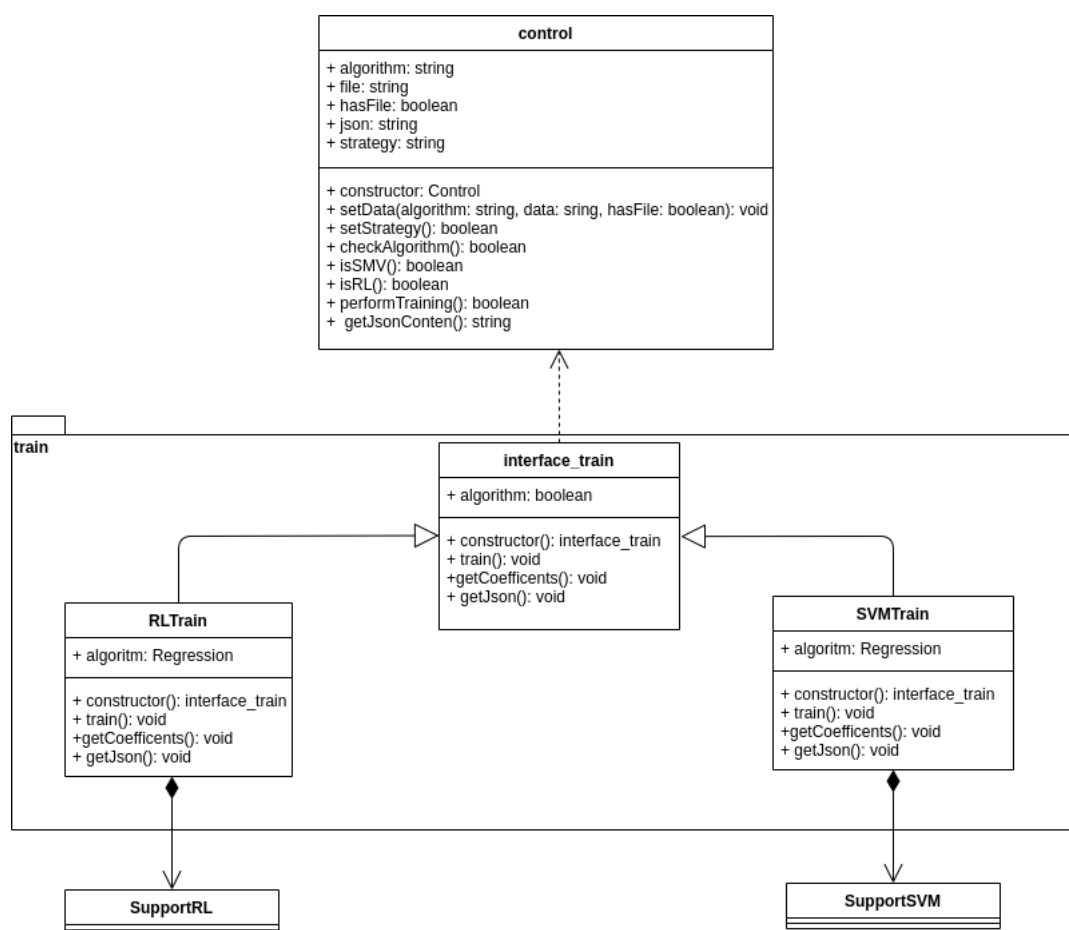 control
+ algorithm: string
+ file: string
+ hasFile: boolean
+ json: string
+ strategy: string
+ constructor: Control
+ setData(algorithm: string, data: sring, hasFile: boolean): void
+ setStrategy(): boolean
+ checkAlgorithm(): boolean
+ isSMV(): boolean
+ isRL(): boolean
+ performTraining(): boolean
+ getJsonConten(): string
train
interface_train
+ algorithm: boolean
+ constructor(): interface_train
+ train(): void
+getCoefficents(): void
+ getJson(): void
RLTrain
+ algoritm: Regression
+ constructor(): interface_train
+ train(): void
+getCoefficents(): void
+ getJson(): void
SVMTrain
+ algoritm: Regression
+ constructor(): interface_train
+ train(): void
+getCoefficents(): void
+ getJson(): void
SupportRL
SupportSVM